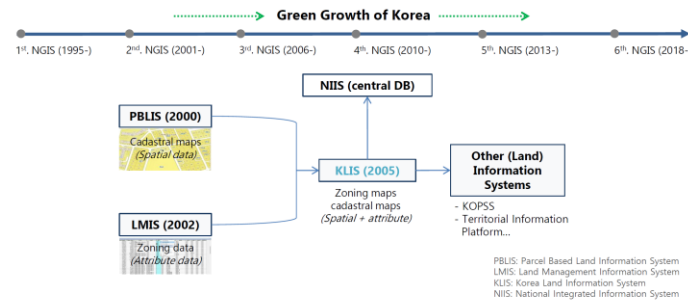 Green Growth of Korea
1st. NGIS (1995-) 2nd. NGIS (2001-) 3rd. NGIS (2006-) 4th. NGIS (2010-) 5th. NGIS (2013-) 6th. NGIS (2018-)
NIIS (central DB)
PBLIS (2000)
Cadastral maps
(Spatial data)
KLIS (2005)
Zoning maps
cadastral maps
(Spatial + attribute)
Other (Land)
Information
Systems
- KOPSS
- Territorial Information
Platform...
LMIS (2002)
Zoning data
(Attribute data)
PBLIS: Parcel Based Land Information System
LMIS: Land Management Information System
KLIS: Korea Land Information System
NIIS: National Integrated Information System